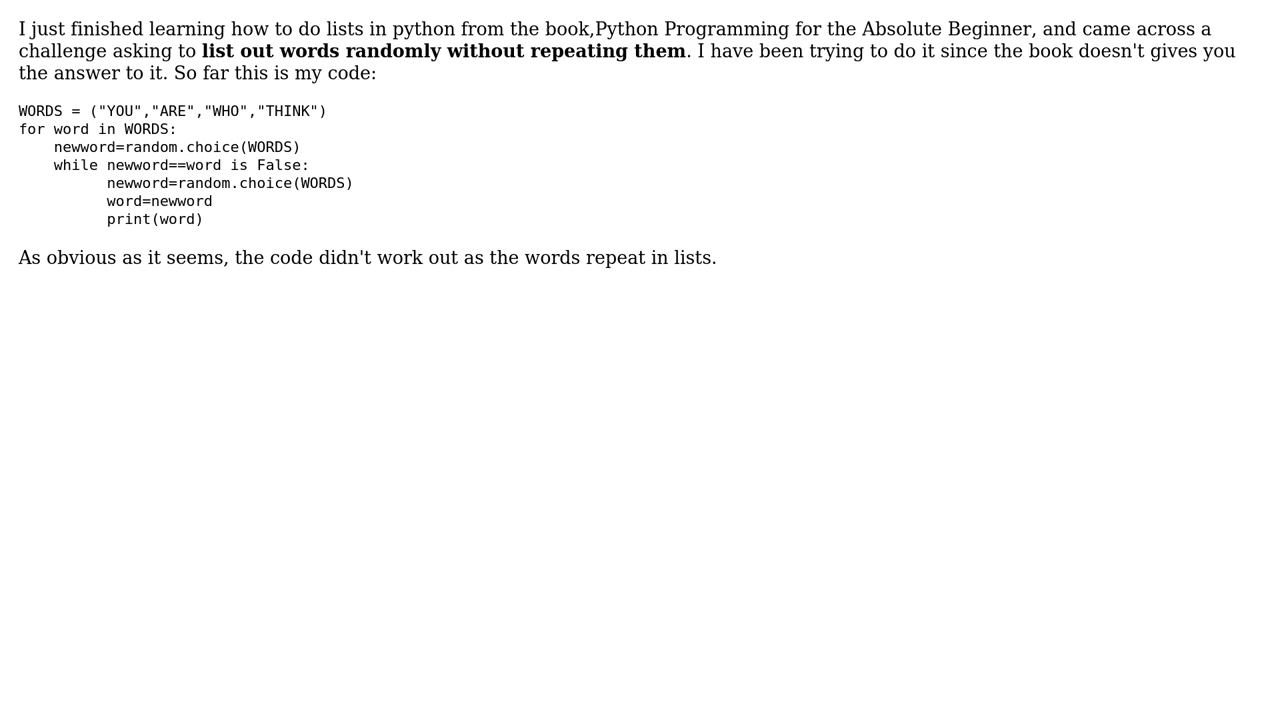 I just finished learning how to do lists in python from the book,Python Programming for the Absolute Beginner, and came across a
challenge asking to list out words randomly without repeating them. I have been trying to do it since the book doesn't gives you
the answer to it. So far this is my code:
WORDS = ("YOU","ARE","WHO","THINK")
for word in WORDS:
    newword=random.choice(WORDS)
    while newword==word is False:
          newword=random.choice(WORDS)
          word=newword
          print(word)
As obvious as it seems, the code didn't work out as the words repeat in lists.